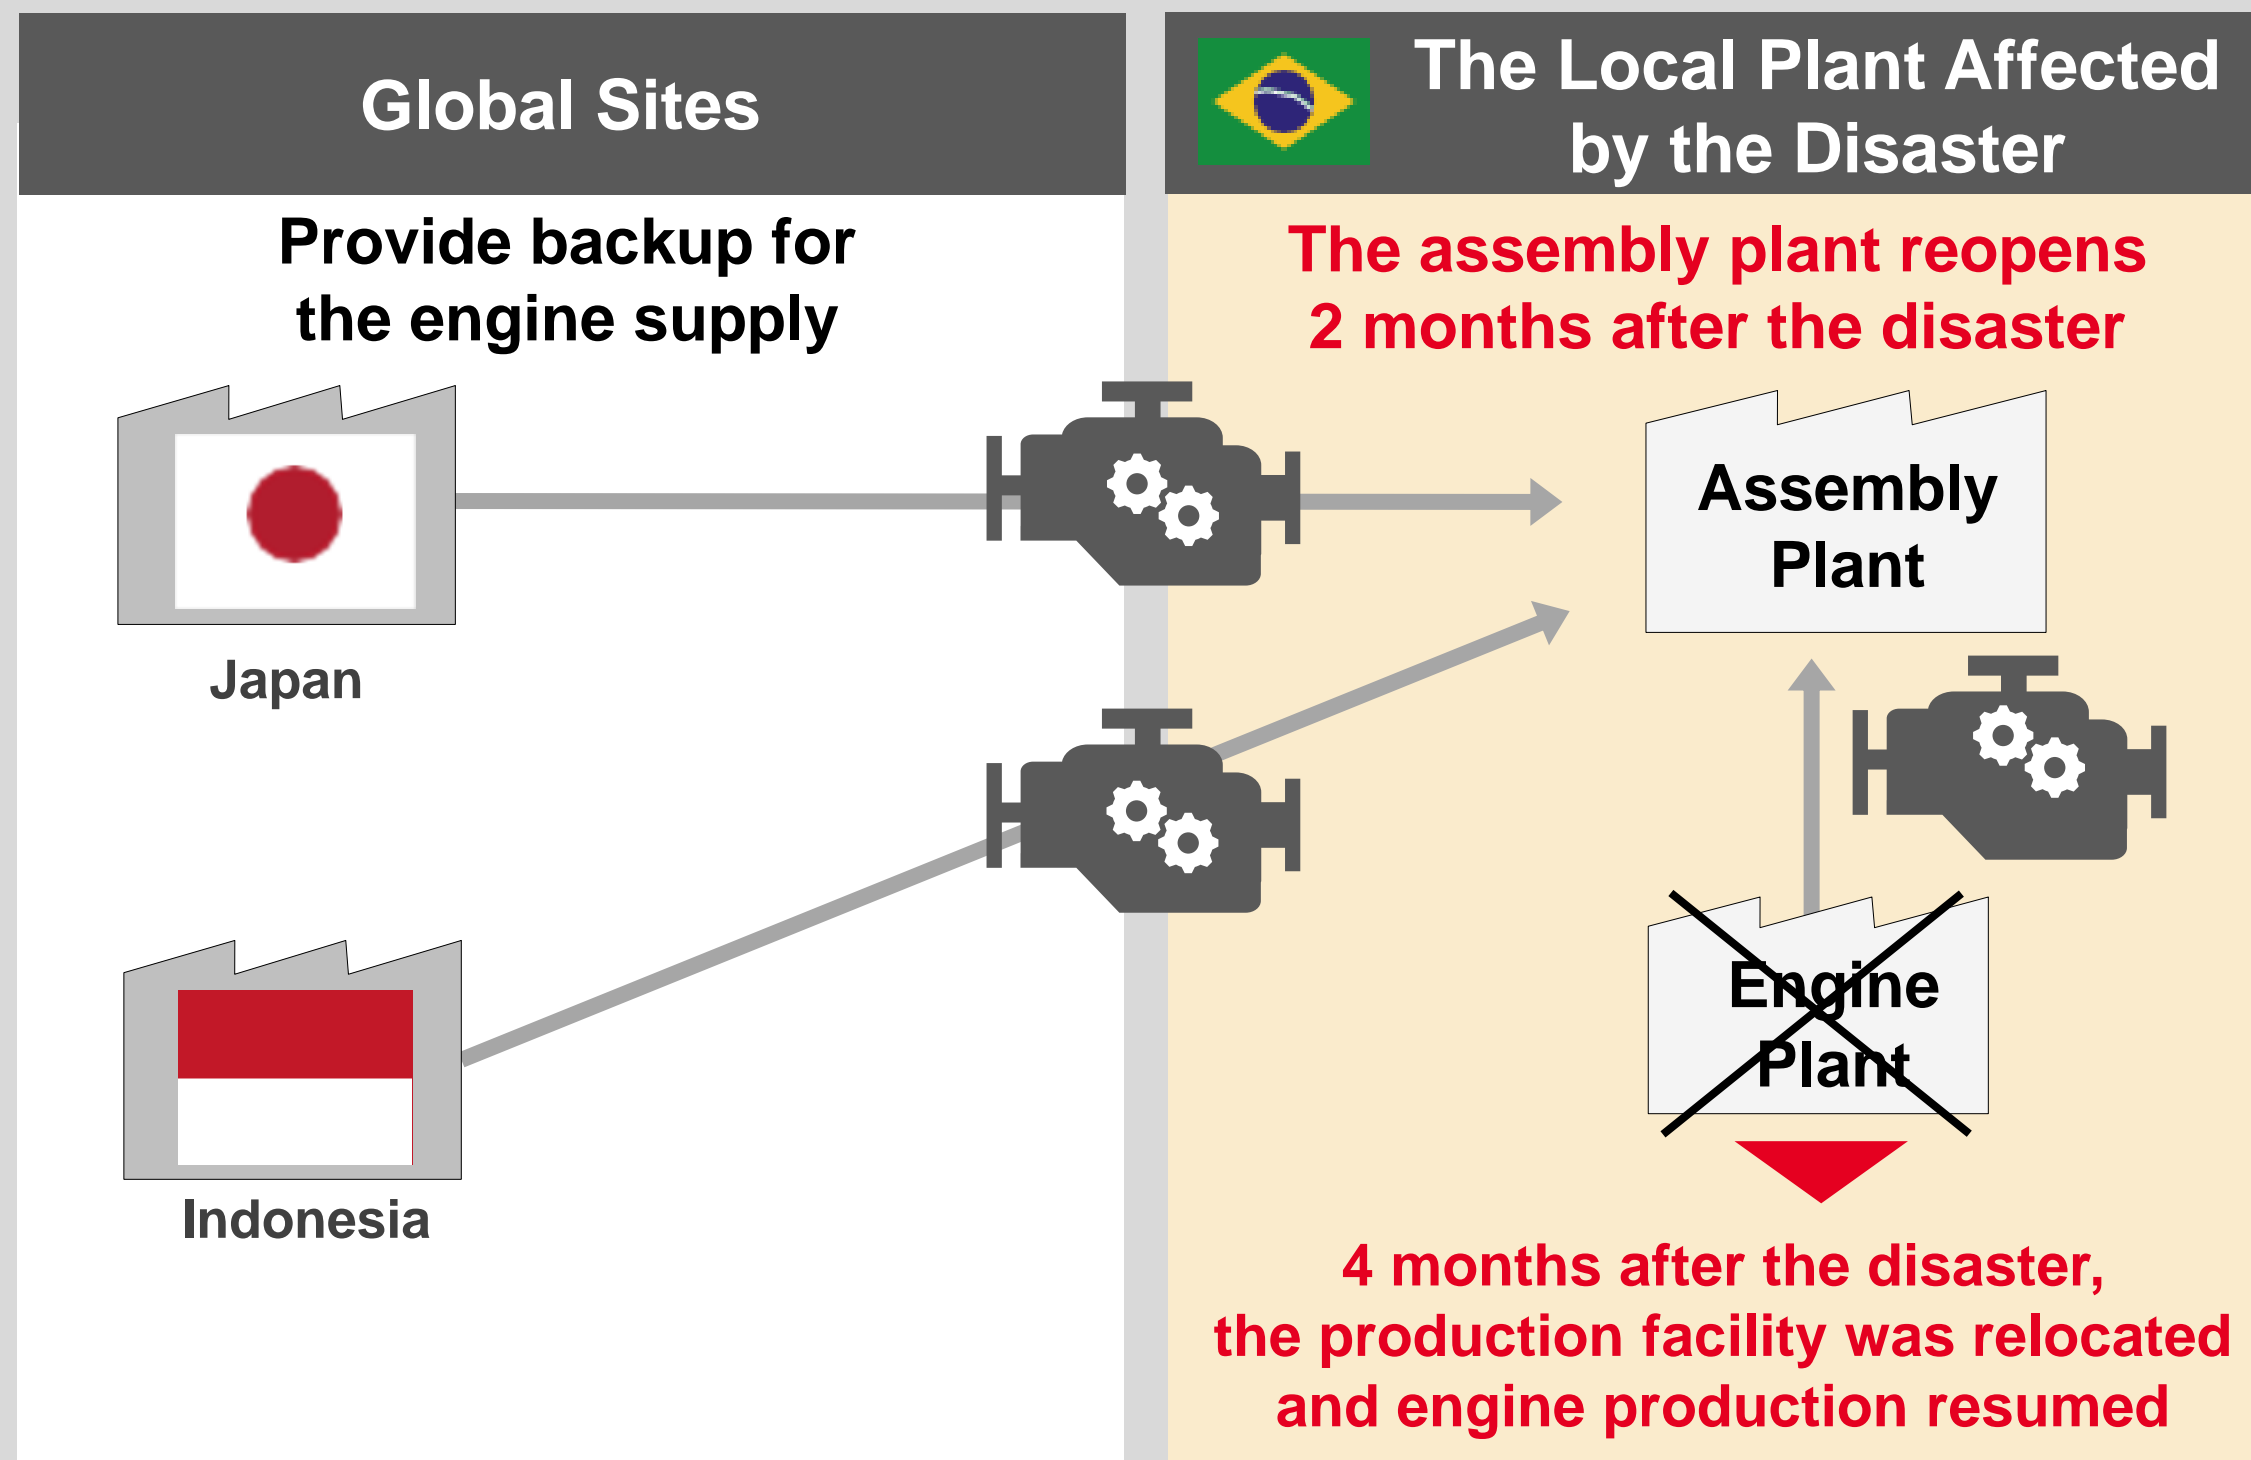 Global Sites
Provide backup for
the engine supply
Japan
Indonesia
The Local Plant Affected
by the Disaster
The assembly plant reopens
2 months after the disaster
Assembly
Plant
Engine
Plant
4 months after the disaster,
the production facility was relocated
and engine production resumed